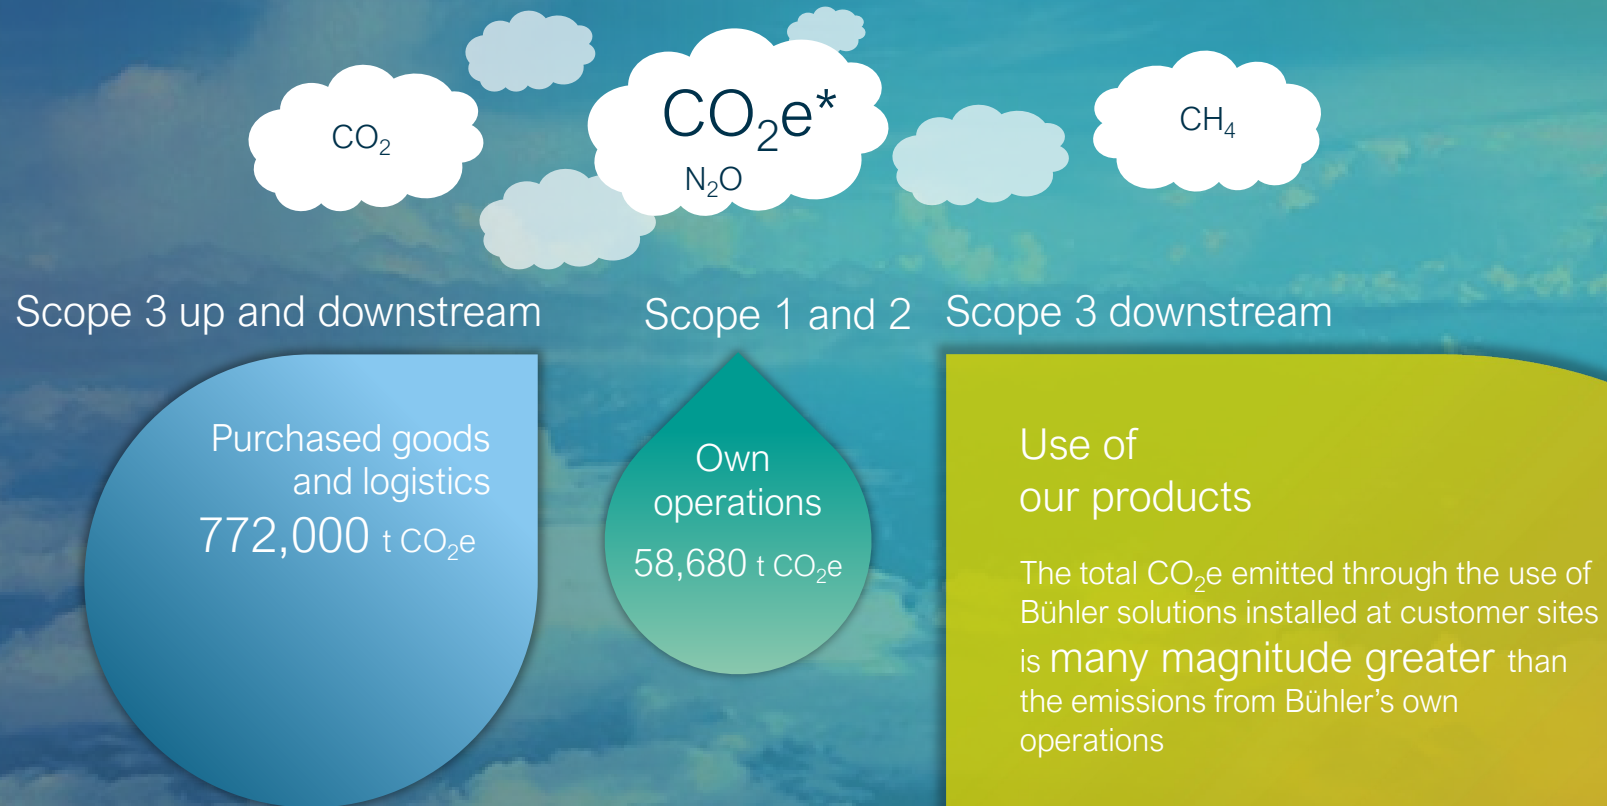 CO₂
CO₂e*
N₂O
CH₄
Scope 3 up and downstream
Purchased goods
and logistics
772,000 t CO₂e
Scope 1 and 2
Own
operations
58,680 t CO₂e
Scope 3 downstream
Use of
our products
The total CO₂e emitted through the use of
Bühler solutions installed at customer sites
is many magnitude greater than
the emissions from Bühler's own
operations